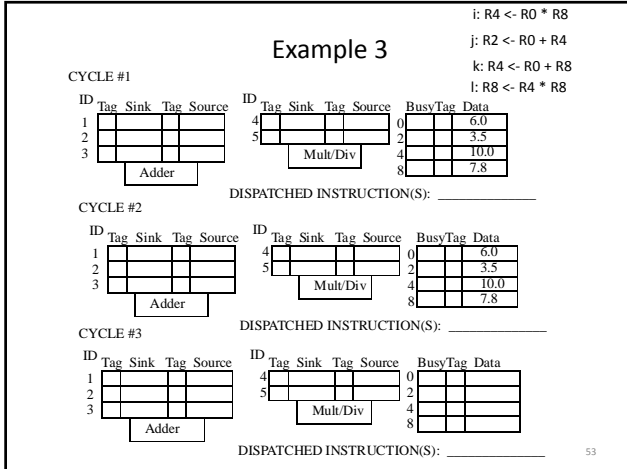 i: R4 <- R0 * R8
Example 3
j: R2 <- R0 + R4
k: R4 <- R0 + R8
l: R8 <- R4 * R8
CYCLE #1
ID Tag Sink Tag Source ID Tag Sink Tag Source Busy Tag Data
1 4 0 6.0
2 5 2 3.5
3 Mult/Div 4 10.0
Adder 8 7.8
DISPATCHED INSTRUCTION(S): ______________
CYCLE #2
ID Tag Sink Tag Source ID Tag Sink Tag Source Busy Tag Data
1 4 0 6.0
2 5 2 3.5
3 Mult/Div 4 10.0
Adder 8 7.8
DISPATCHED INSTRUCTION(S): ______________
CYCLE #3
ID Tag Sink Tag Source ID Tag Sink Tag Source Busy Tag Data
1 4 0
2 5 2
3 Mult/Div 4
Adder 8
DISPATCHED INSTRUCTION(S): ______________
53